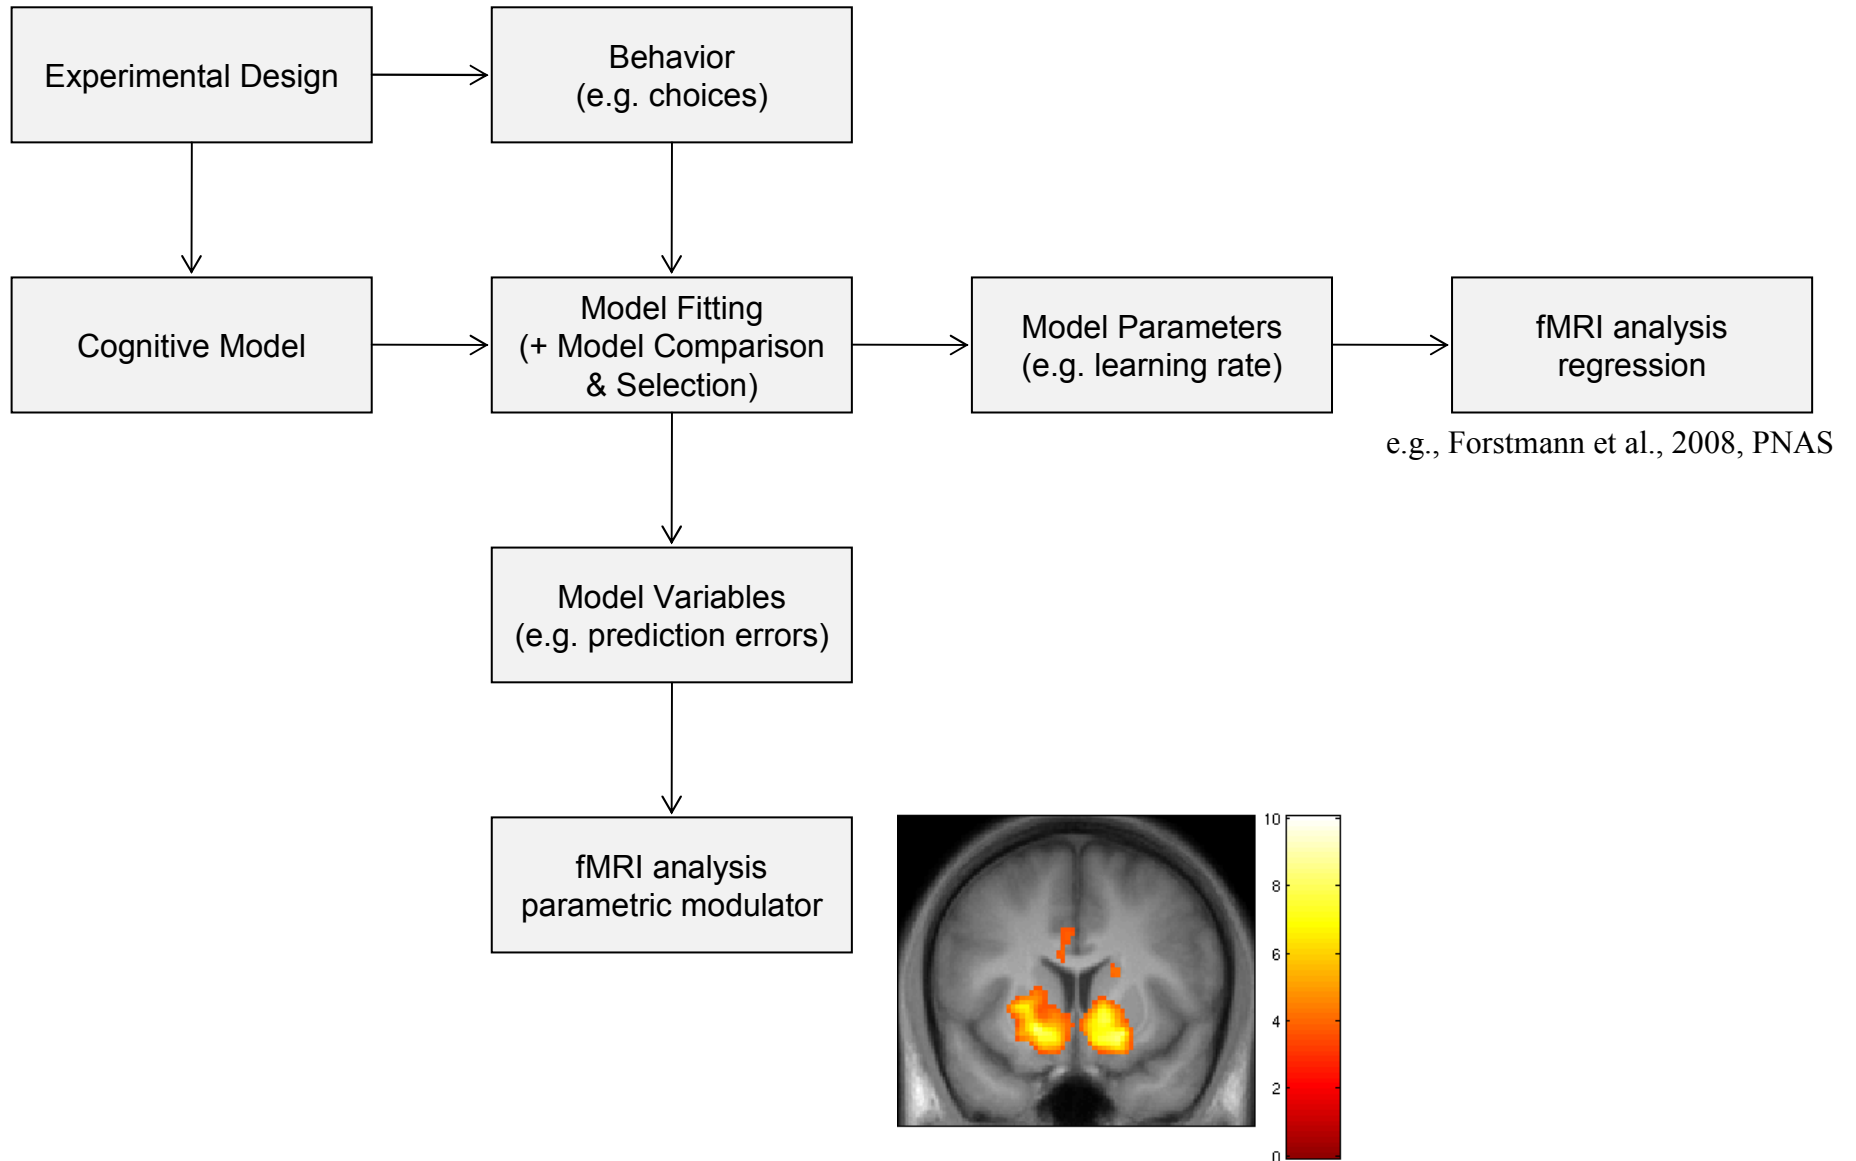 Experimental Design
Behavior
(e.g. choices)
Cognitive Model
Model Fitting
(+ Model Comparison
& Selection)
Model Parameters
(e.g. learning rate)
fMRI analysis
regression
e.g., Forstmann et al., 2008, PNAS
Model Variables
(e.g. prediction errors)
fMRI analysis
parametric modulator
10
8
6
4
2
0